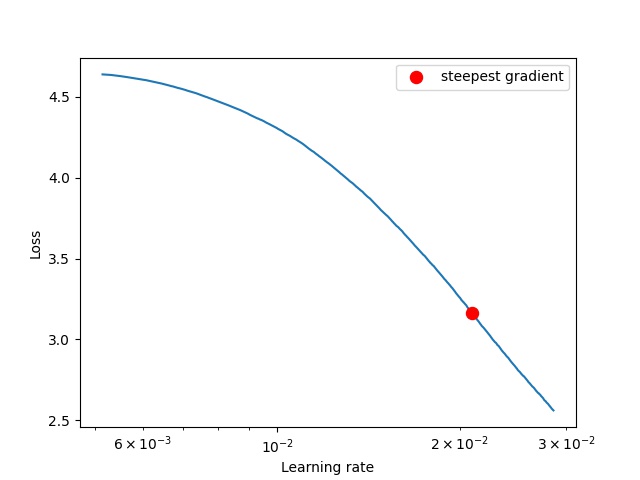 steepest gradient
4.5
4.0
3.5
3.0
2.5
Loss
6 × 10⁻³
10⁻²
2 × 10⁻²
3 × 10⁻²
Learning rate